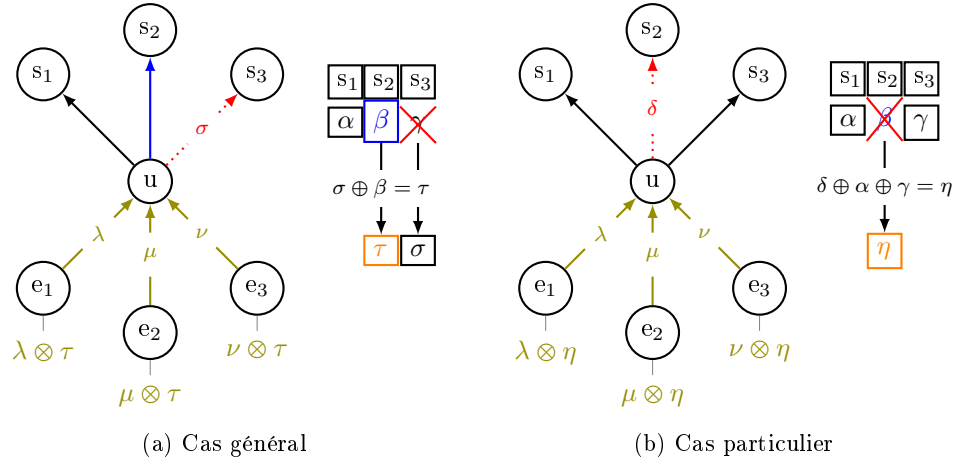 s₂
s₁
s₃
σ
u
λ
μ
ν
e₁
e₂
e₃
λ ⊗ τ
μ ⊗ τ
ν ⊗ τ
s₁ s₂ s₃
α β γ
σ ⊕ β = τ
τ σ
(a) Cas général
s₂
s₁
s₃
δ
u
λ
μ
ν
e₁
e₂
e₃
λ ⊗ η
μ ⊗ η
ν ⊗ η
s₁ s₂ s₃
α β γ
δ ⊕ α ⊕ γ = η
η
(b) Cas particulier